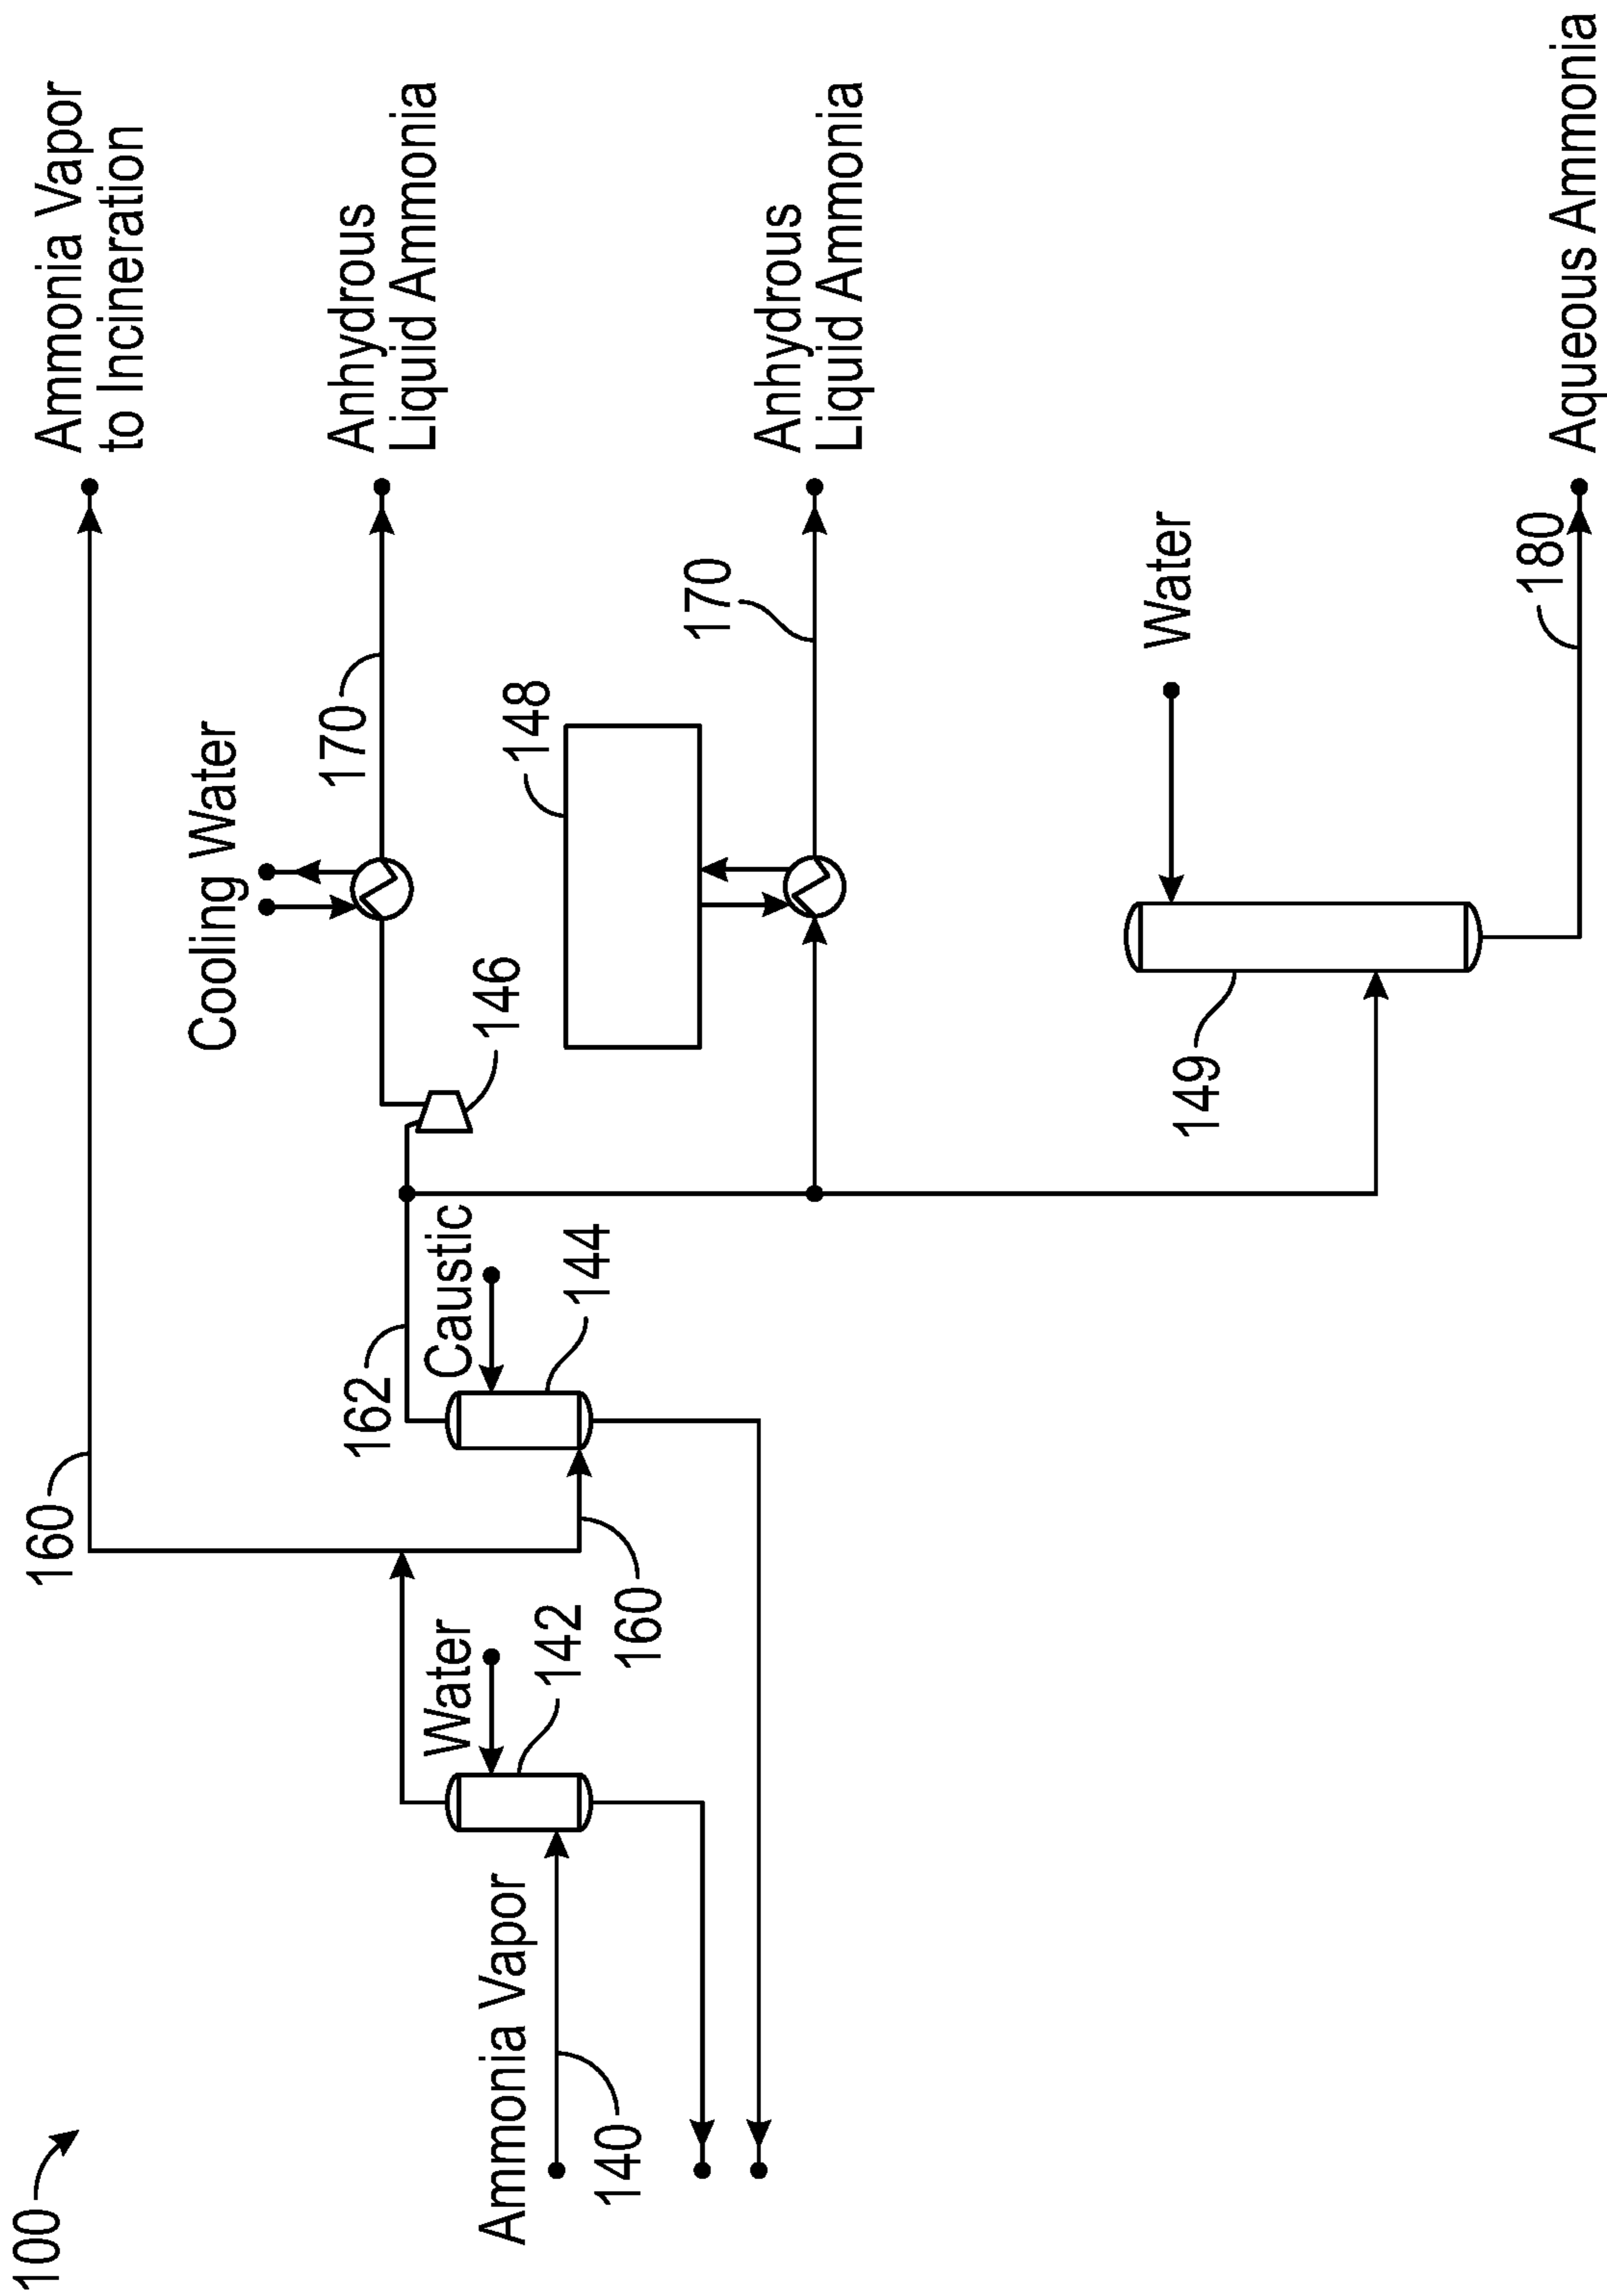 100
Ammonia Vapor
140
Water
142
160
160
162
Caustic
144
146
Cooling Water
170
148
170
149
Water
180
Ammonia Vapor
to Incineration
Anhydrous
Liquid Ammonia
Anhydrous
Liquid Ammonia
Aqueous Ammonia